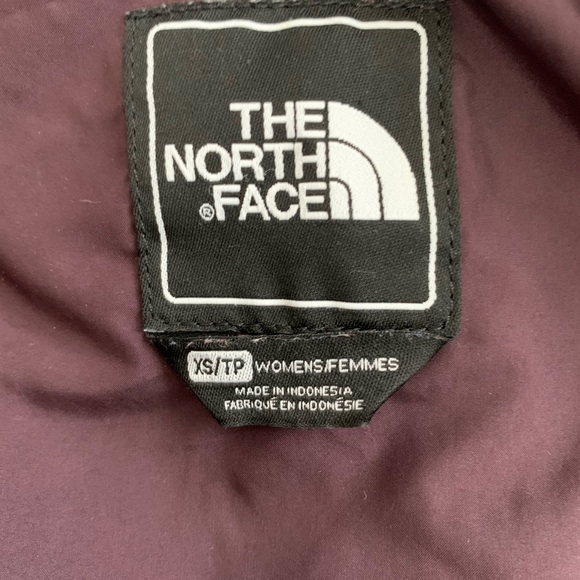 THE
NORTH
®FACE
XS/TP WOMENS/FEMMES
MADE IN INDONESIA
FABRIQUÉ EN INDONÉSIE